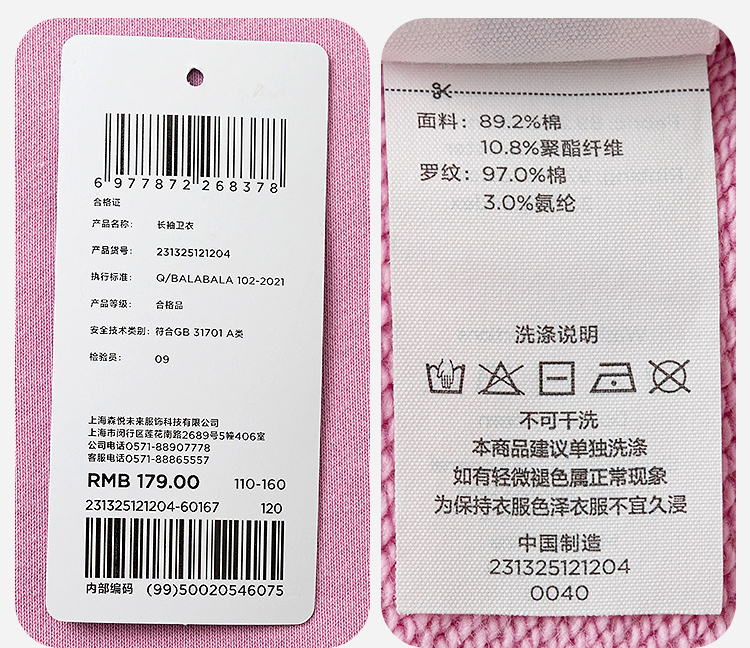 6 977872 268378
合格证
产品名称: 长袖卫衣
产品货号: 231325121204
执行标准: Q/BALABALA 102-2021
产品等级: 合格品
安全技术类别: 符合GB 31701 A类
检验员: 09
上海森悦未来服饰科技有限公司
上海市闵行区莲花南路2689号5幢406室
公司电话0571-88907778
客服电话0571-88865557
RMB 179.00 110-160
231325121204-60167 120
内部编码 (99)50020546075
面料: 89.2%棉
10.8%聚酯纤维
罗纹: 97.0%棉
3.0%氨纶
洗涤说明
不可干洗
本商品建议单独洗涤
如有轻微褪色属正常现象
为保持衣服色泽衣服不宜久浸
中国制造
231325121204
0040